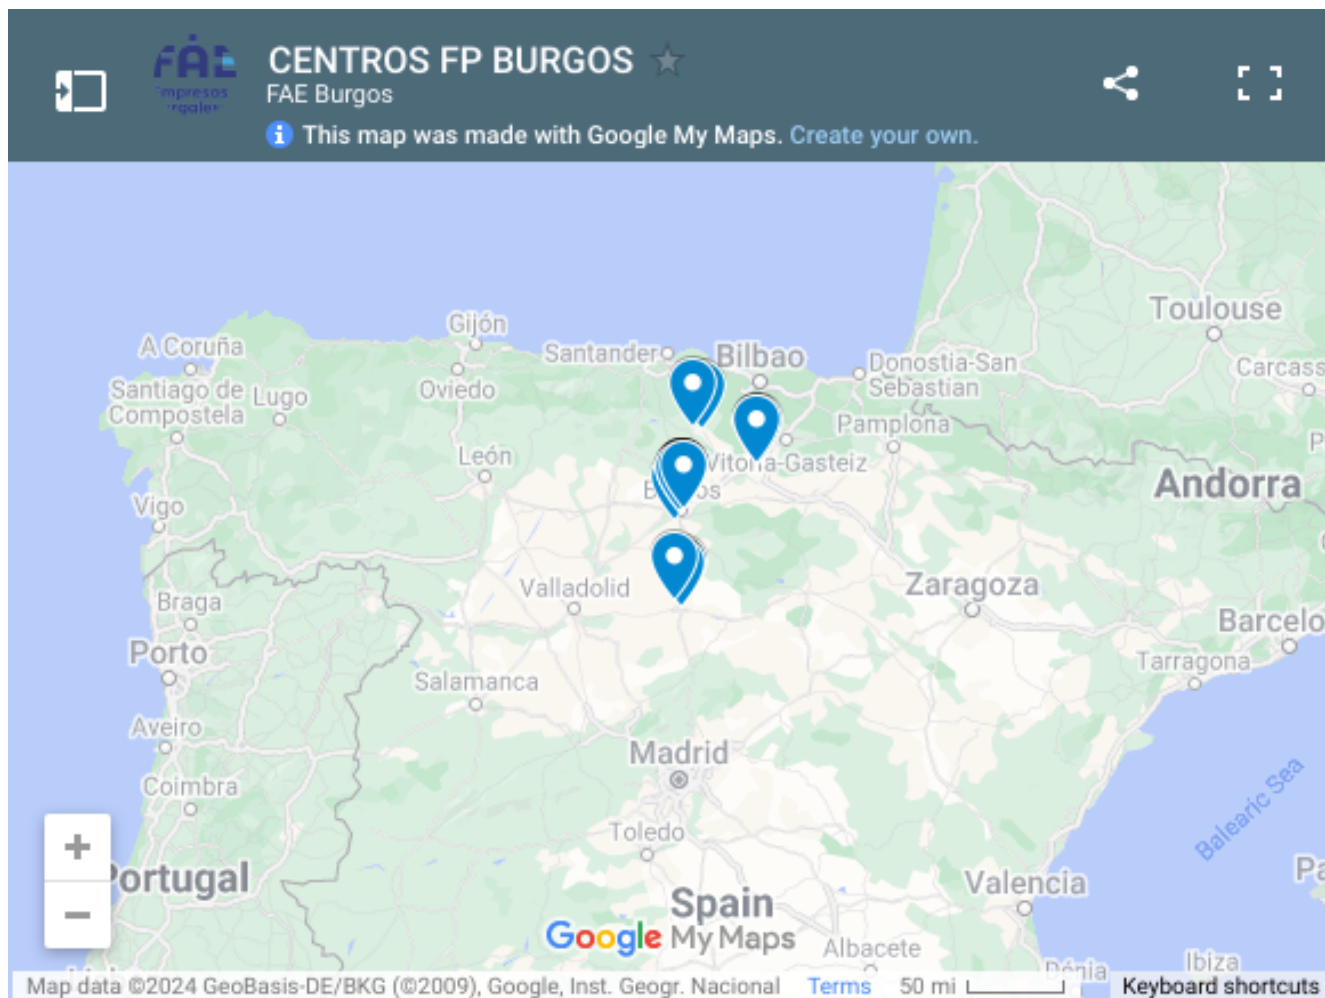 CENTROS FP BURGOS
FAE Burgos
This map was made with Google My Maps. Create your own.
FAE
Toulouse
Gijón
A Coruña
Santander
Bilbao
Donostia-San
Sebastian
Carcass
Santiago de
Compostela
Lugo
Oviedo
Pamplona
León
Vitoria-Gasteiz
Andorra
Vigo
Valladolid
Zaragoza
Braga
Barcelo
Porto
Tarragona
Salamanca
Aveiro
Madrid
Coimbra
Balearic Sea
Toledo
Portugal
Spain
Valencia
Google My Maps
Albacete
Dénia
Ibiza
Map data ©2024 GeoBasis-DE/BKG (©2009), Google, Inst. Geogr. Nacional Terms 50 mi Keyboard shortcuts